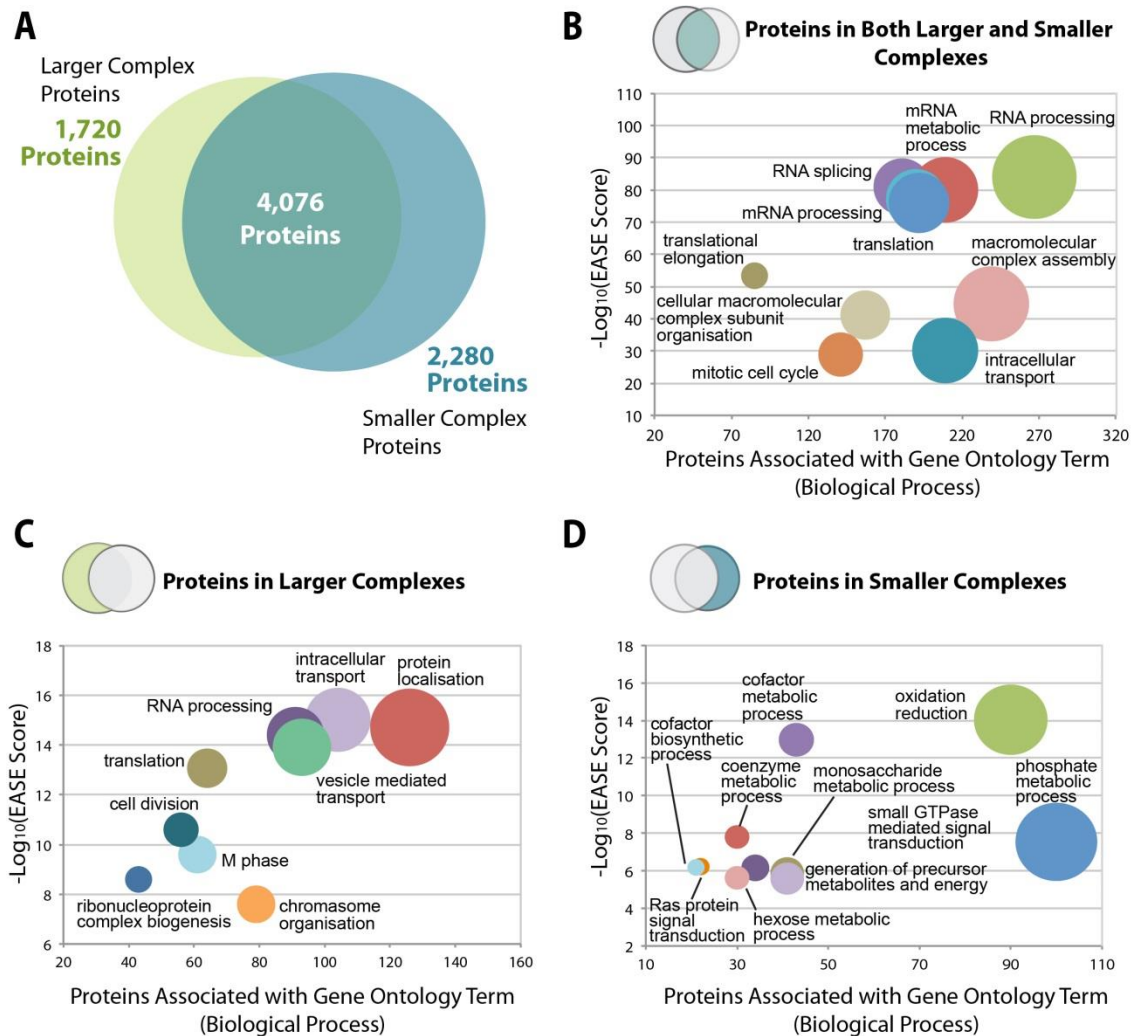 A
Larger Complex
Proteins
1,720
Proteins
4,076
Proteins
2,280
Proteins
Smaller Complex
Proteins
B
Proteins in Both Larger and Smaller
Complexes
-Log10(EASE Score)
110
100
90
80
70
60
50
40
30
20
10
mRNA
metabolic
process
RNA processing
RNA splicing
mRNA processing
translation
translational
elongation
macromolecular
complex assembly
cellular macromolecular
complex subunit
organisation
mitotic cell cycle
intracellular
transport
20 70 120 170 220 270 320
Proteins Associated with Gene Ontology Term
(Biological Process)
C
Proteins in Larger Complexes
-Log10(EASE Score)
18
16
14
12
10
8
6
intracellular
transport
protein
localisation
RNA processing
translation
vesicle mediated
transport
cell division
M phase
ribonucleoprotein
complex biogenesis
chromasome
organisation
20 40 60 80 100 120 140 160
Proteins Associated with Gene Ontology Term
(Biological Process)
D
Proteins in Smaller Complexes
-Log10(EASE Score)
18
16
14
12
10
8
6
4
2
cofactor
metabolic
process
oxidation
reduction
cofactor
biosynthetic
process
coenzyme
metabolic
process
monosaccharide
metabolic process
phosphate
metabolic
process
small GTPase
mediated signal
transduction
generation of precursor
metabolites and energy
Ras protein
signal
transduction
hexose metabolic
process
10 30 50 70 90 110
Proteins Associated with Gene Ontology Term
(Biological Process)